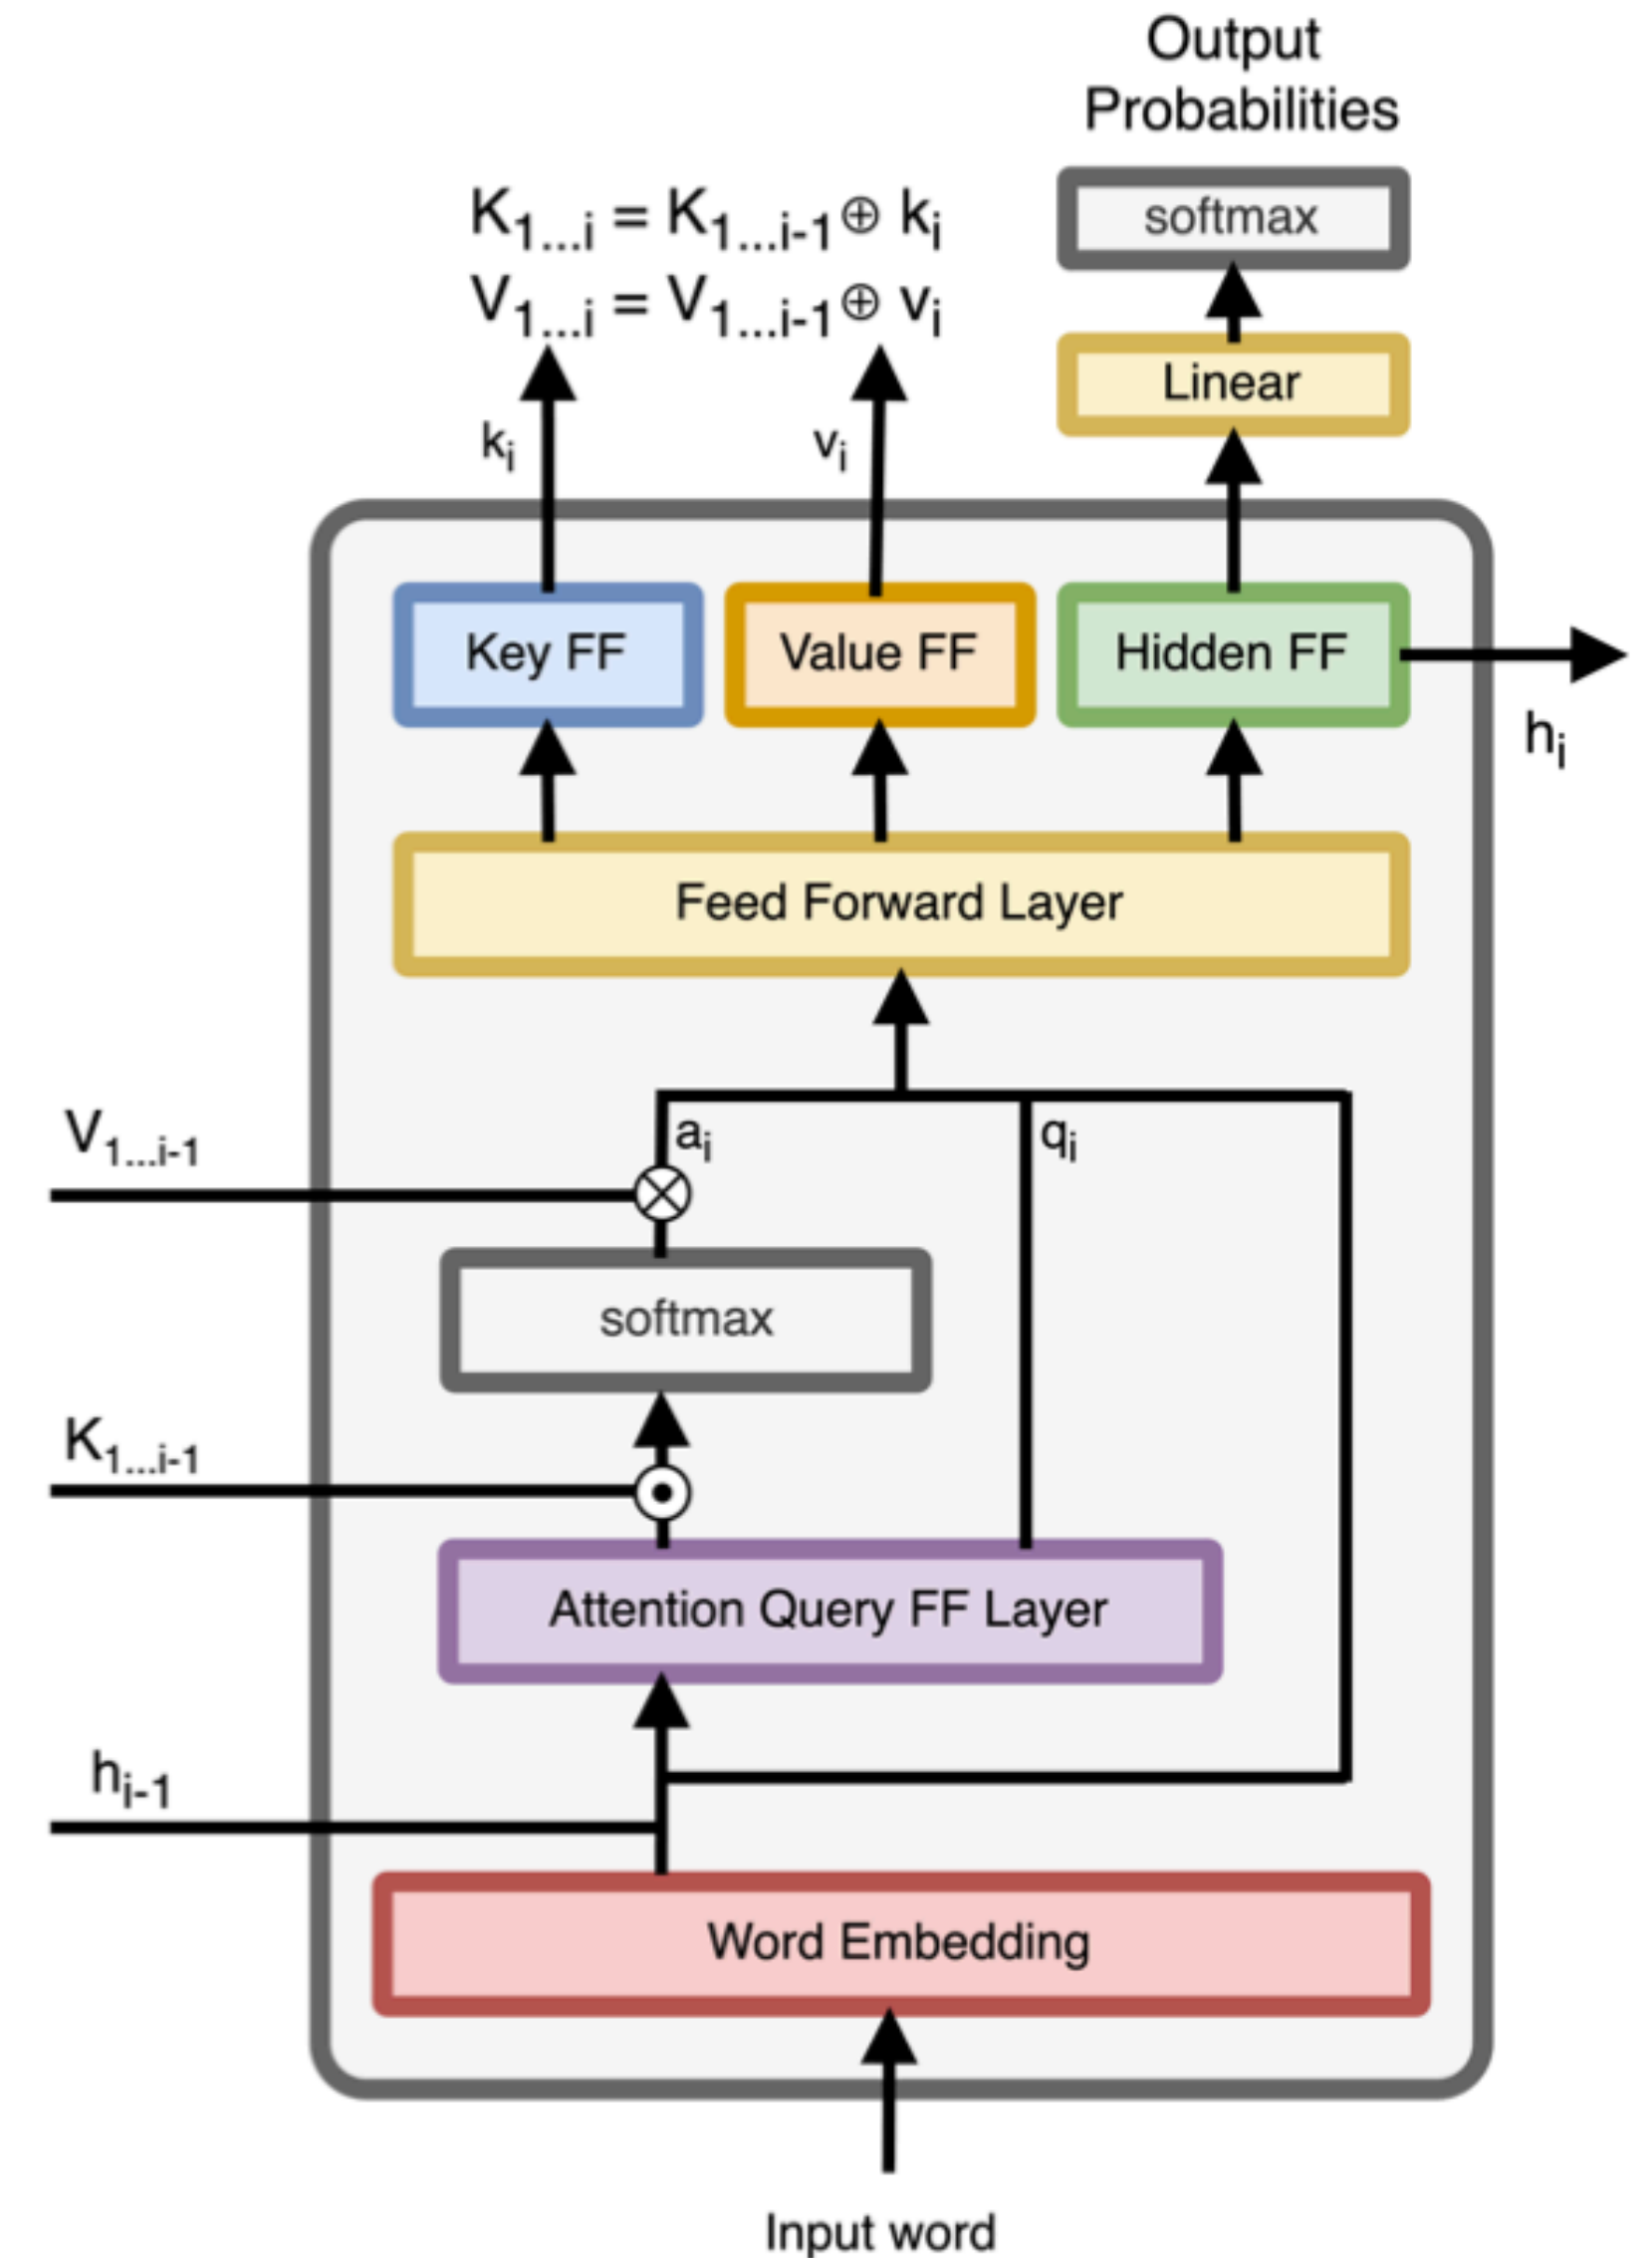 Output
Probabilities
softmax
K1...i = K1...i-1⊕ ki
V1...i = V1...i-1⊕ vi
Linear
ki
vi
Key FF
Value FF
Hidden FF
hi
Feed Forward Layer
V1...i-1
ai
qi
softmax
K1...i-1
Attention Query FF Layer
hi-1
Word Embedding
Input word